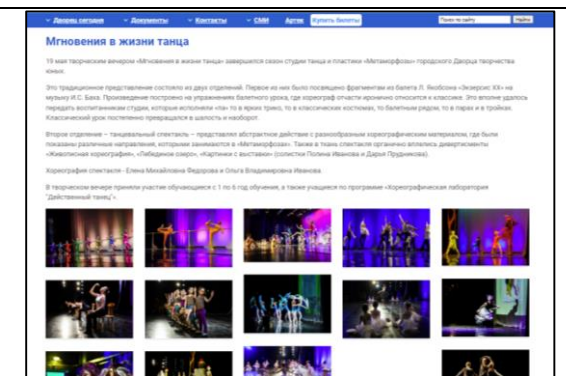 Дворец сегодня Документы Контакты СМИ Артек Купить билеты Поиск по сайту Найти
Мгновения в жизни танца
19 мая творческим вечером «Мгновения в жизни танца» завершился сезон студии танца и пластики «Метаморфозы» городского Дворца творчества
юных.
Это традиционное представление состояло из двух отделений. Первое из них было посвящено фрагментам из балета Л. Якобсона «Экзерсис XX» на
музыку И.С. Баха. Произведение построено на упражнениях балетного урока, где хореограф отчасти иронично относится к классике. Это вполне удалось
передать воспитанникам студии, которые исполняли «па» то в ярких трико, то в классических костюмах, то балетным рядом, то в парах и в тройках.
Классический урок постепенно превращался в шалость и наоборот.
Второе отделение – танцевальный спектакль – представлял абстрактное действие с разнообразным хореографическим материалом, где были
показаны различные направления, которыми занимаются в «Метаморфозах». Также в ткань спектакля органично вплелись дивертисменты
«Живописная хореография», «Лебединое озеро», «Картинки с выставки» (солистки Полина Иванова и Дарья Прудникова).
Хореография спектакля - Елена Михайловна Федорова и Ольга Владимировна Иванова.
В творческом вечере приняли участие обучающиеся с 1 по 6 год обучения, а также учащиеся по программе «Хореографическая лаборатория
"Действенный танец"».